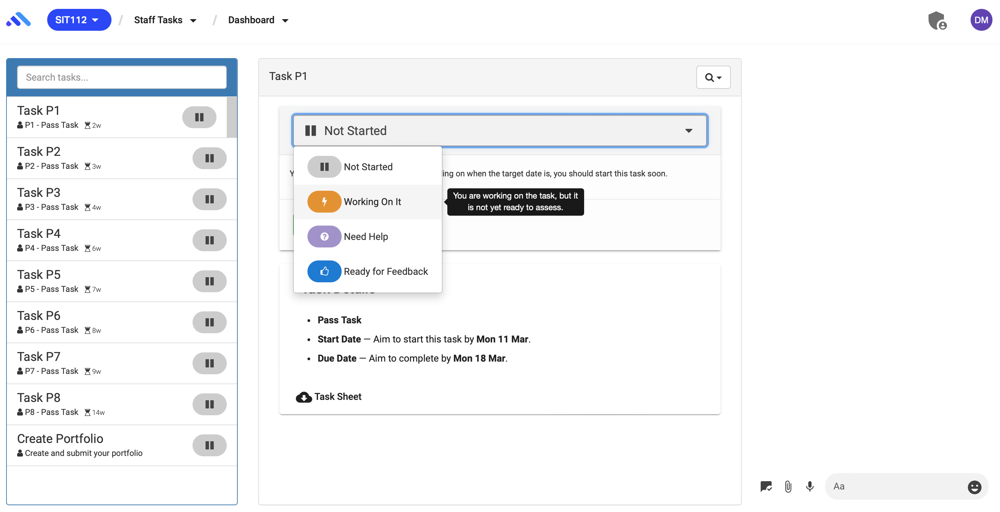 SIT112 / Staff Tasks / Dashboard
DM
Search tasks...
Task P1
P1 - Pass Task 2w
Task P2
P2 - Pass Task 3w
Task P3
P3 - Pass Task 4w
Task P4
P4 - Pass Task 6w
Task P5
P5 - Pass Task 7w
Task P6
P6 - Pass Task 8w
Task P7
P7 - Pass Task 9w
Task P8
P8 - Pass Task 14w
Create Portfolio
Create and submit your portfolio
Task P1
Not Started
Not Started
ing on when the target date is, you should start this task soon.
Working On It
You are working on the task, but it
is not yet ready to assess.
Need Help
Ready for Feedback
Pass Task
Start Date — Aim to start this task by Mon 11 Mar.
Due Date — Aim to complete by Mon 18 Mar.
Task Sheet
Aa